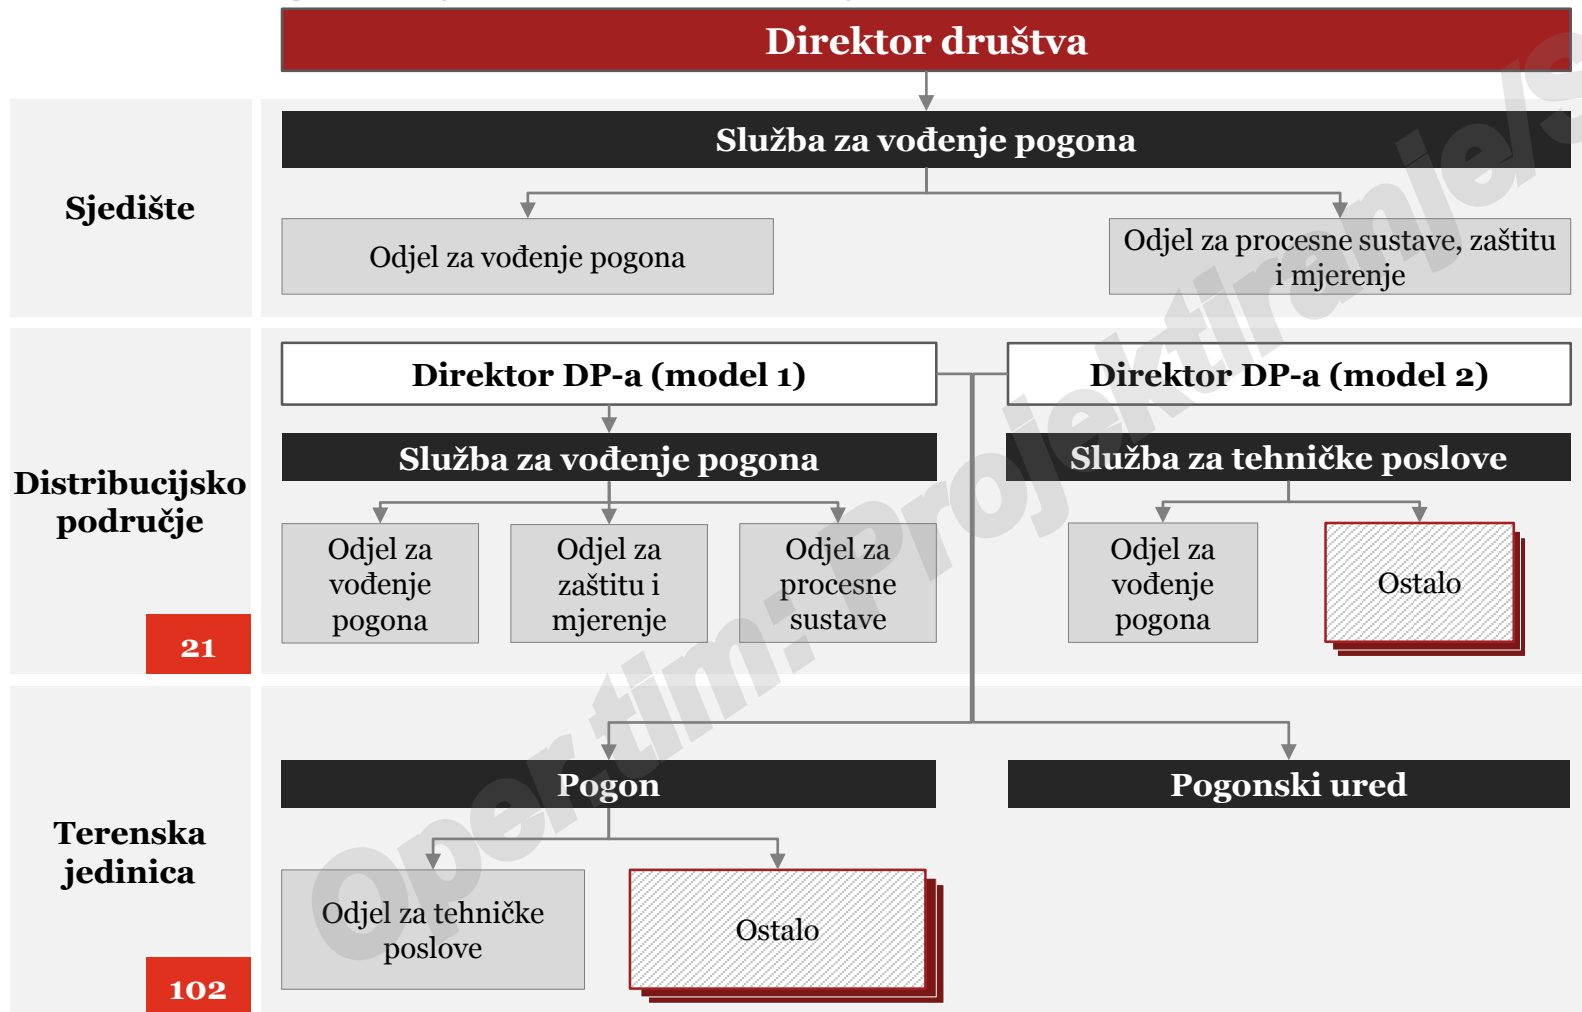 Direktor društva
Služba za vođenje pogona
Sjedište
Odjel za vođenje pogona
Odjel za procesne sustave, zaštitu
i mjerenje
Direktor DP-a (model 1)
Direktor DP-a (model 2)
Distribucijsko
područje
21
Služba za vođenje pogona
Služba za tehničke poslove
Odjel za
vođenje
pogona
Odjel za
zaštitu i
mjerenje
Odjel za
procesne
sustave
Odjel za
vođenje
pogona
Ostalo
Terenska
jedinica
102
Pogon
Pogonski ured
Odjel za tehničke
poslove
Ostalo
Oper.tim: Projektiranje/S